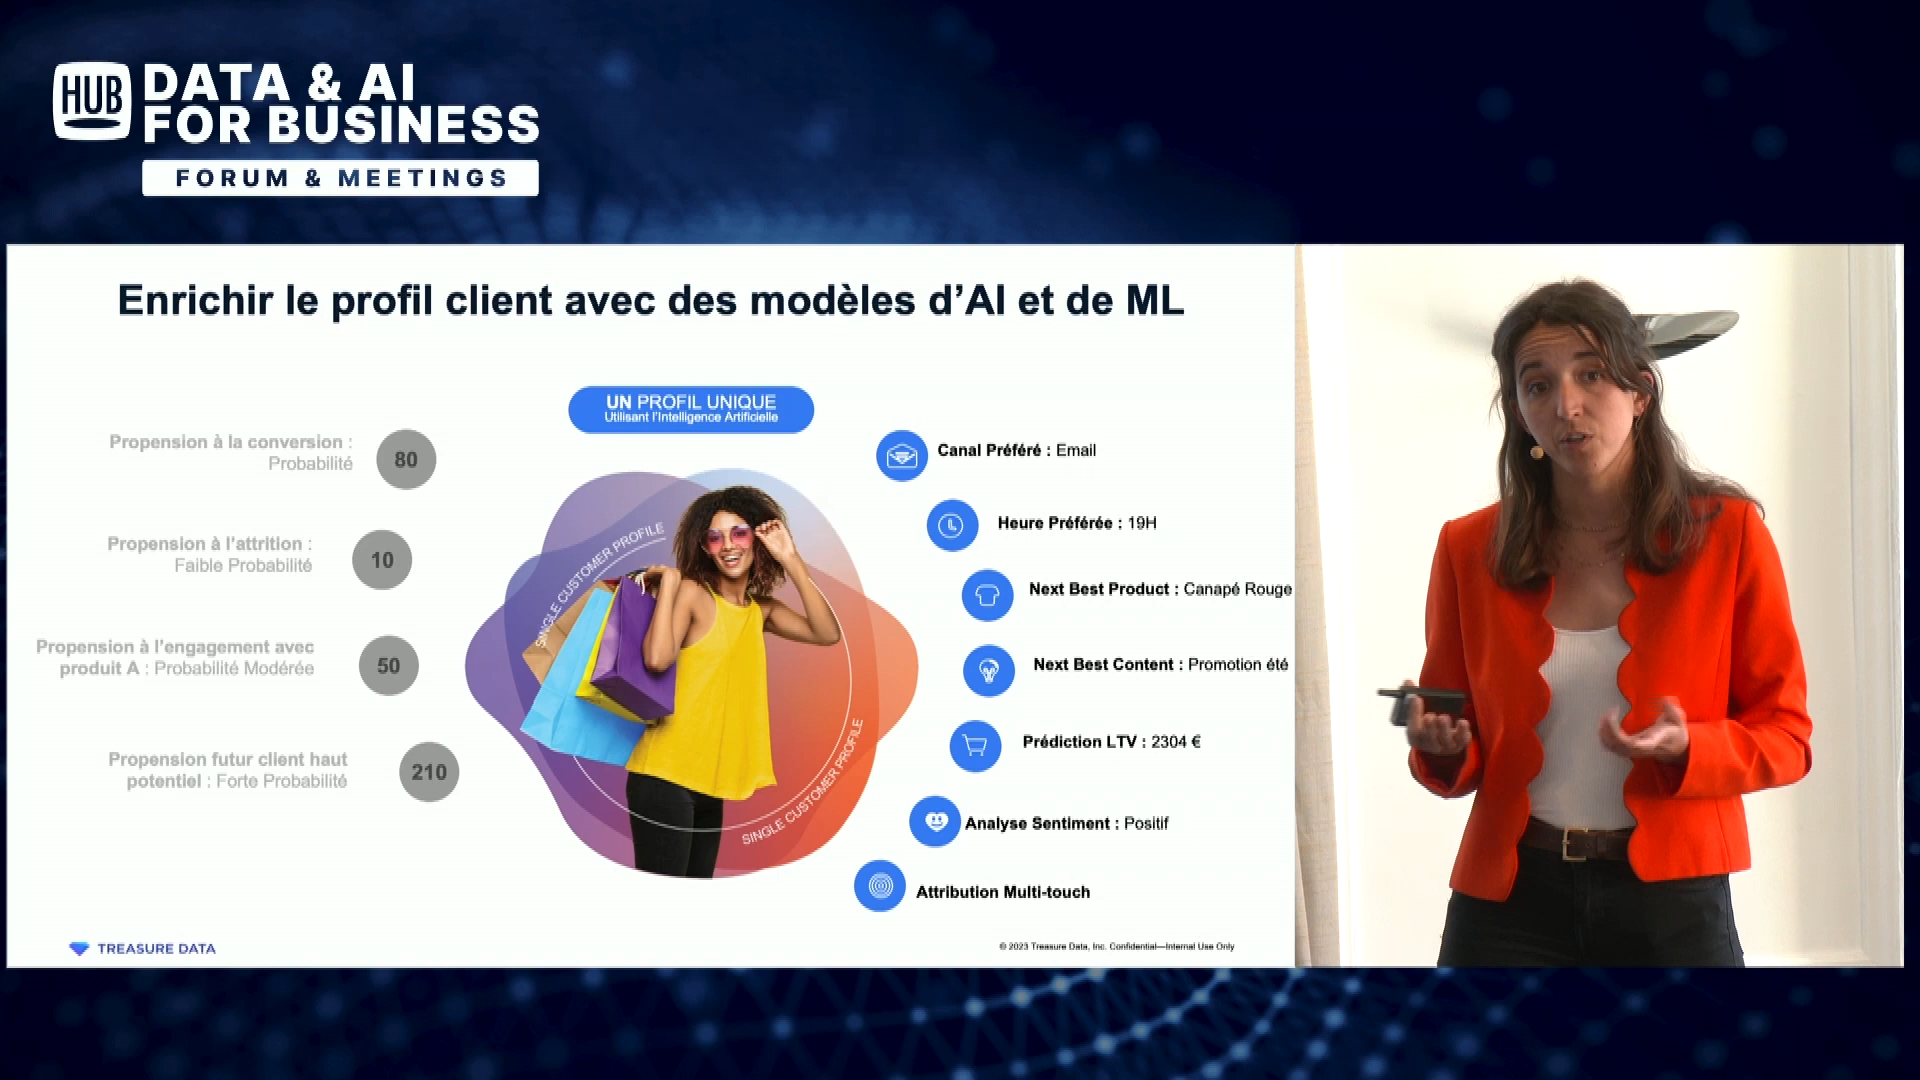 HUB
DATA & AI
FOR BUSINESS
FORUM & MEETINGS
Enrichir le profil client avec des modèles d’AI et de ML
UN PROFIL UNIQUE
Utilisant l’Intelligence Artificielle
Propension à la conversion :
Probabilité
80
Propension à l’attrition :
Faible Probabilité
10
Propension à l’engagement avec
produit A : Probabilité Modérée
50
Propension futur client haut
potentiel : Forte Probabilité
210
SINGLE CUSTOMER PROFILE
SINGLE CUSTOMER PROFILE
Canal Préféré : Email
Heure Préférée : 19H
Next Best Product : Canapé Rouge
Next Best Content : Promotion été
Prédiction LTV : 2304 €
Analyse Sentiment : Positif
Attribution Multi-touch
TREASURE DATA
© 2023 Treasure Data, Inc. Confidential—Internal Use Only